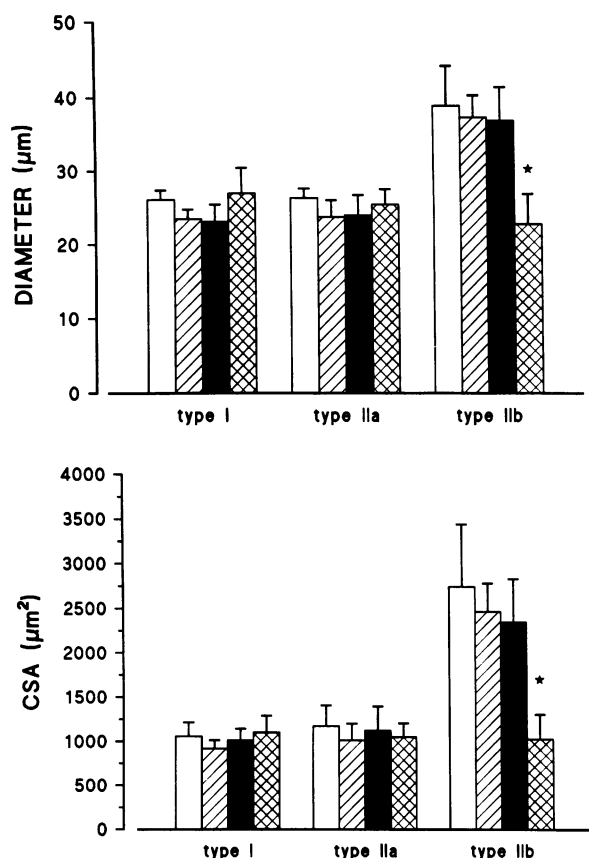 50
40
30
20
10
0
DIAMETER (µm)
★
type I
type IIa
type IIb
4000
3500
3000
2500
2000
1500
1000
500
0
CSA (µm²)
★
type I
type IIa
type IIb